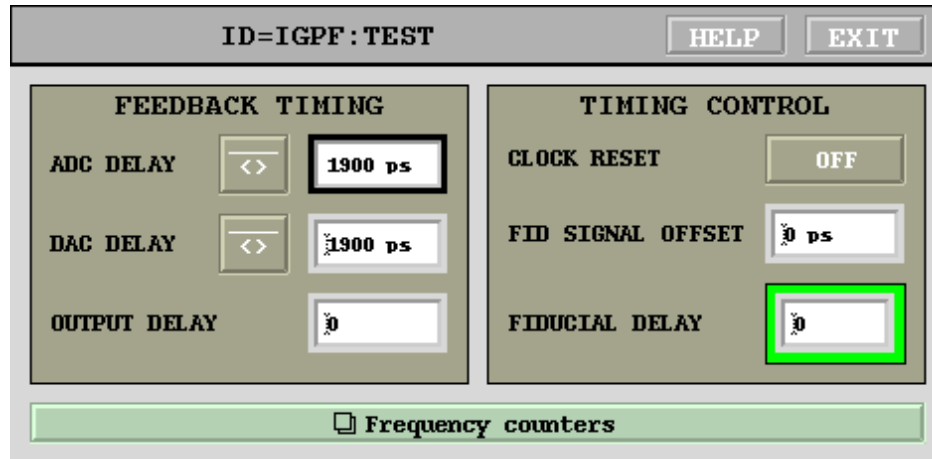 ID=IGPF:TEST HELP EXIT
FEEDBACK TIMING
ADC DELAY <> 1900 ps
DAC DELAY <> 1900 ps
OUTPUT DELAY 0
TIMING CONTROL
CLOCK RESET OFF
FID SIGNAL OFFSET 0 ps
FIDUCIAL DELAY 0
Frequency counters